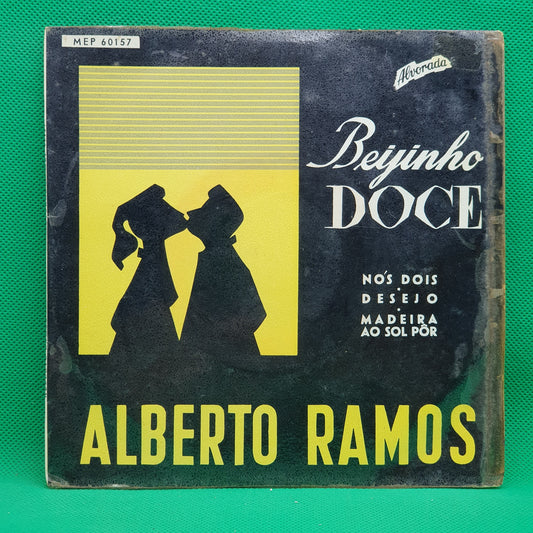 MEP 60157
Alvorada
Beijinho
DOCE
NÓS DOIS
•
DESEJO
•
MADEIRA
AO SOL PÔR
ALBERTO RAMOS